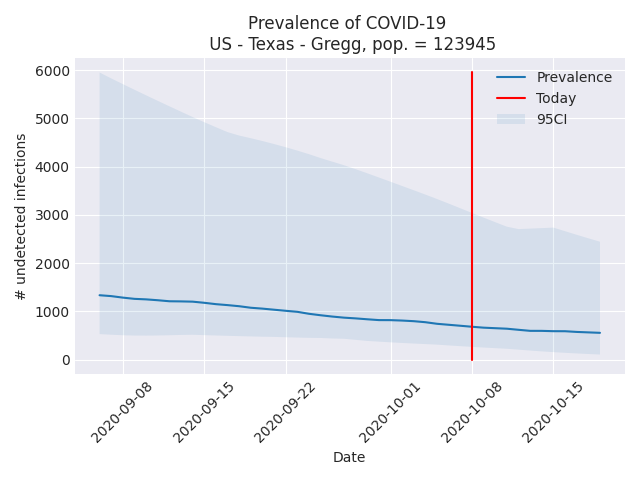 Prevalence of COVID-19
US - Texas - Gregg, pop. = 123945
# undetected infections
6000
5000
4000
3000
2000
1000
0
Prevalence
Today
95CI
2020-09-08
2020-09-15
2020-09-22
2020-10-01
2020-10-08
2020-10-15
Date